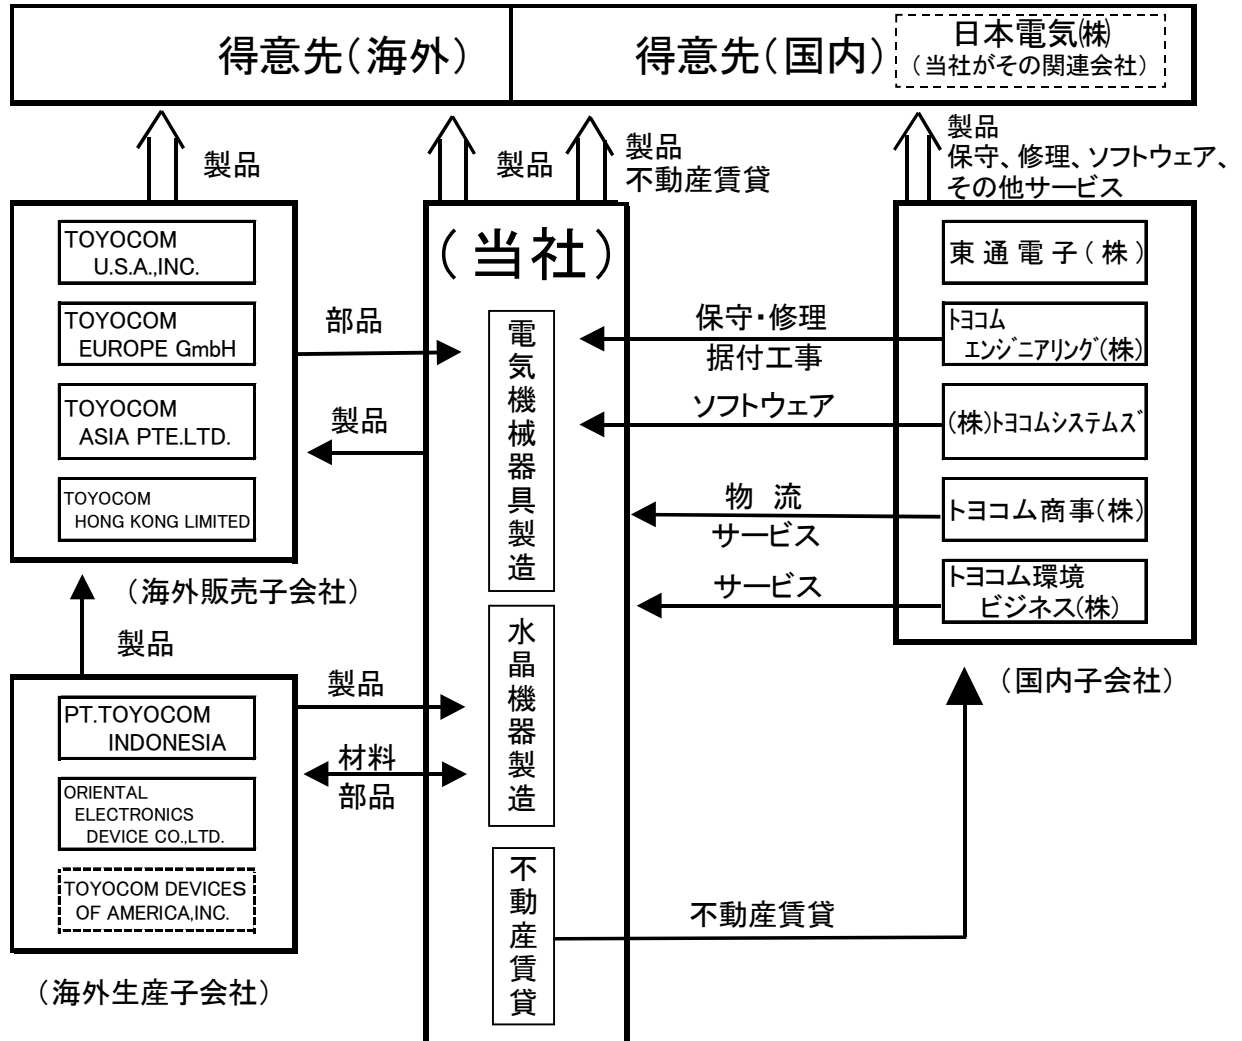 得意先(海外)
得意先(国内)
日本電気㈱
(当社がその関連会社)
製品
製品
製品
不動産賃貸
製品
保守、修理、ソフトウェア、
その他サービス
TOYOCOM
U.S.A.,INC.
TOYOCOM
EUROPE GmbH
TOYOCOM
ASIA PTE.LTD.
TOYOCOM
HONG KONG LIMITED
(海外販売子会社)
部品
製品
製品
PT.TOYOCOM
INDONESIA
ORIENTAL
ELECTRONICS
DEVICE CO.,LTD.
TOYOCOM DEVICES
OF AMERICA,INC.
(海外生産子会社)
製品
材料
部品
(当社)
電気機械器具製造
水晶機器製造
不動産賃貸
保守・修理
据付工事
ソフトウェア
物 流
サービス
サービス
不動産賃貸
東 通 電 子 ( 株 )
トヨコム
エンジニアリング(株)
(株)トヨコムシステムズ
トヨコム商事(株)
トヨコム環境
ビジネス(株)
(国内子会社)